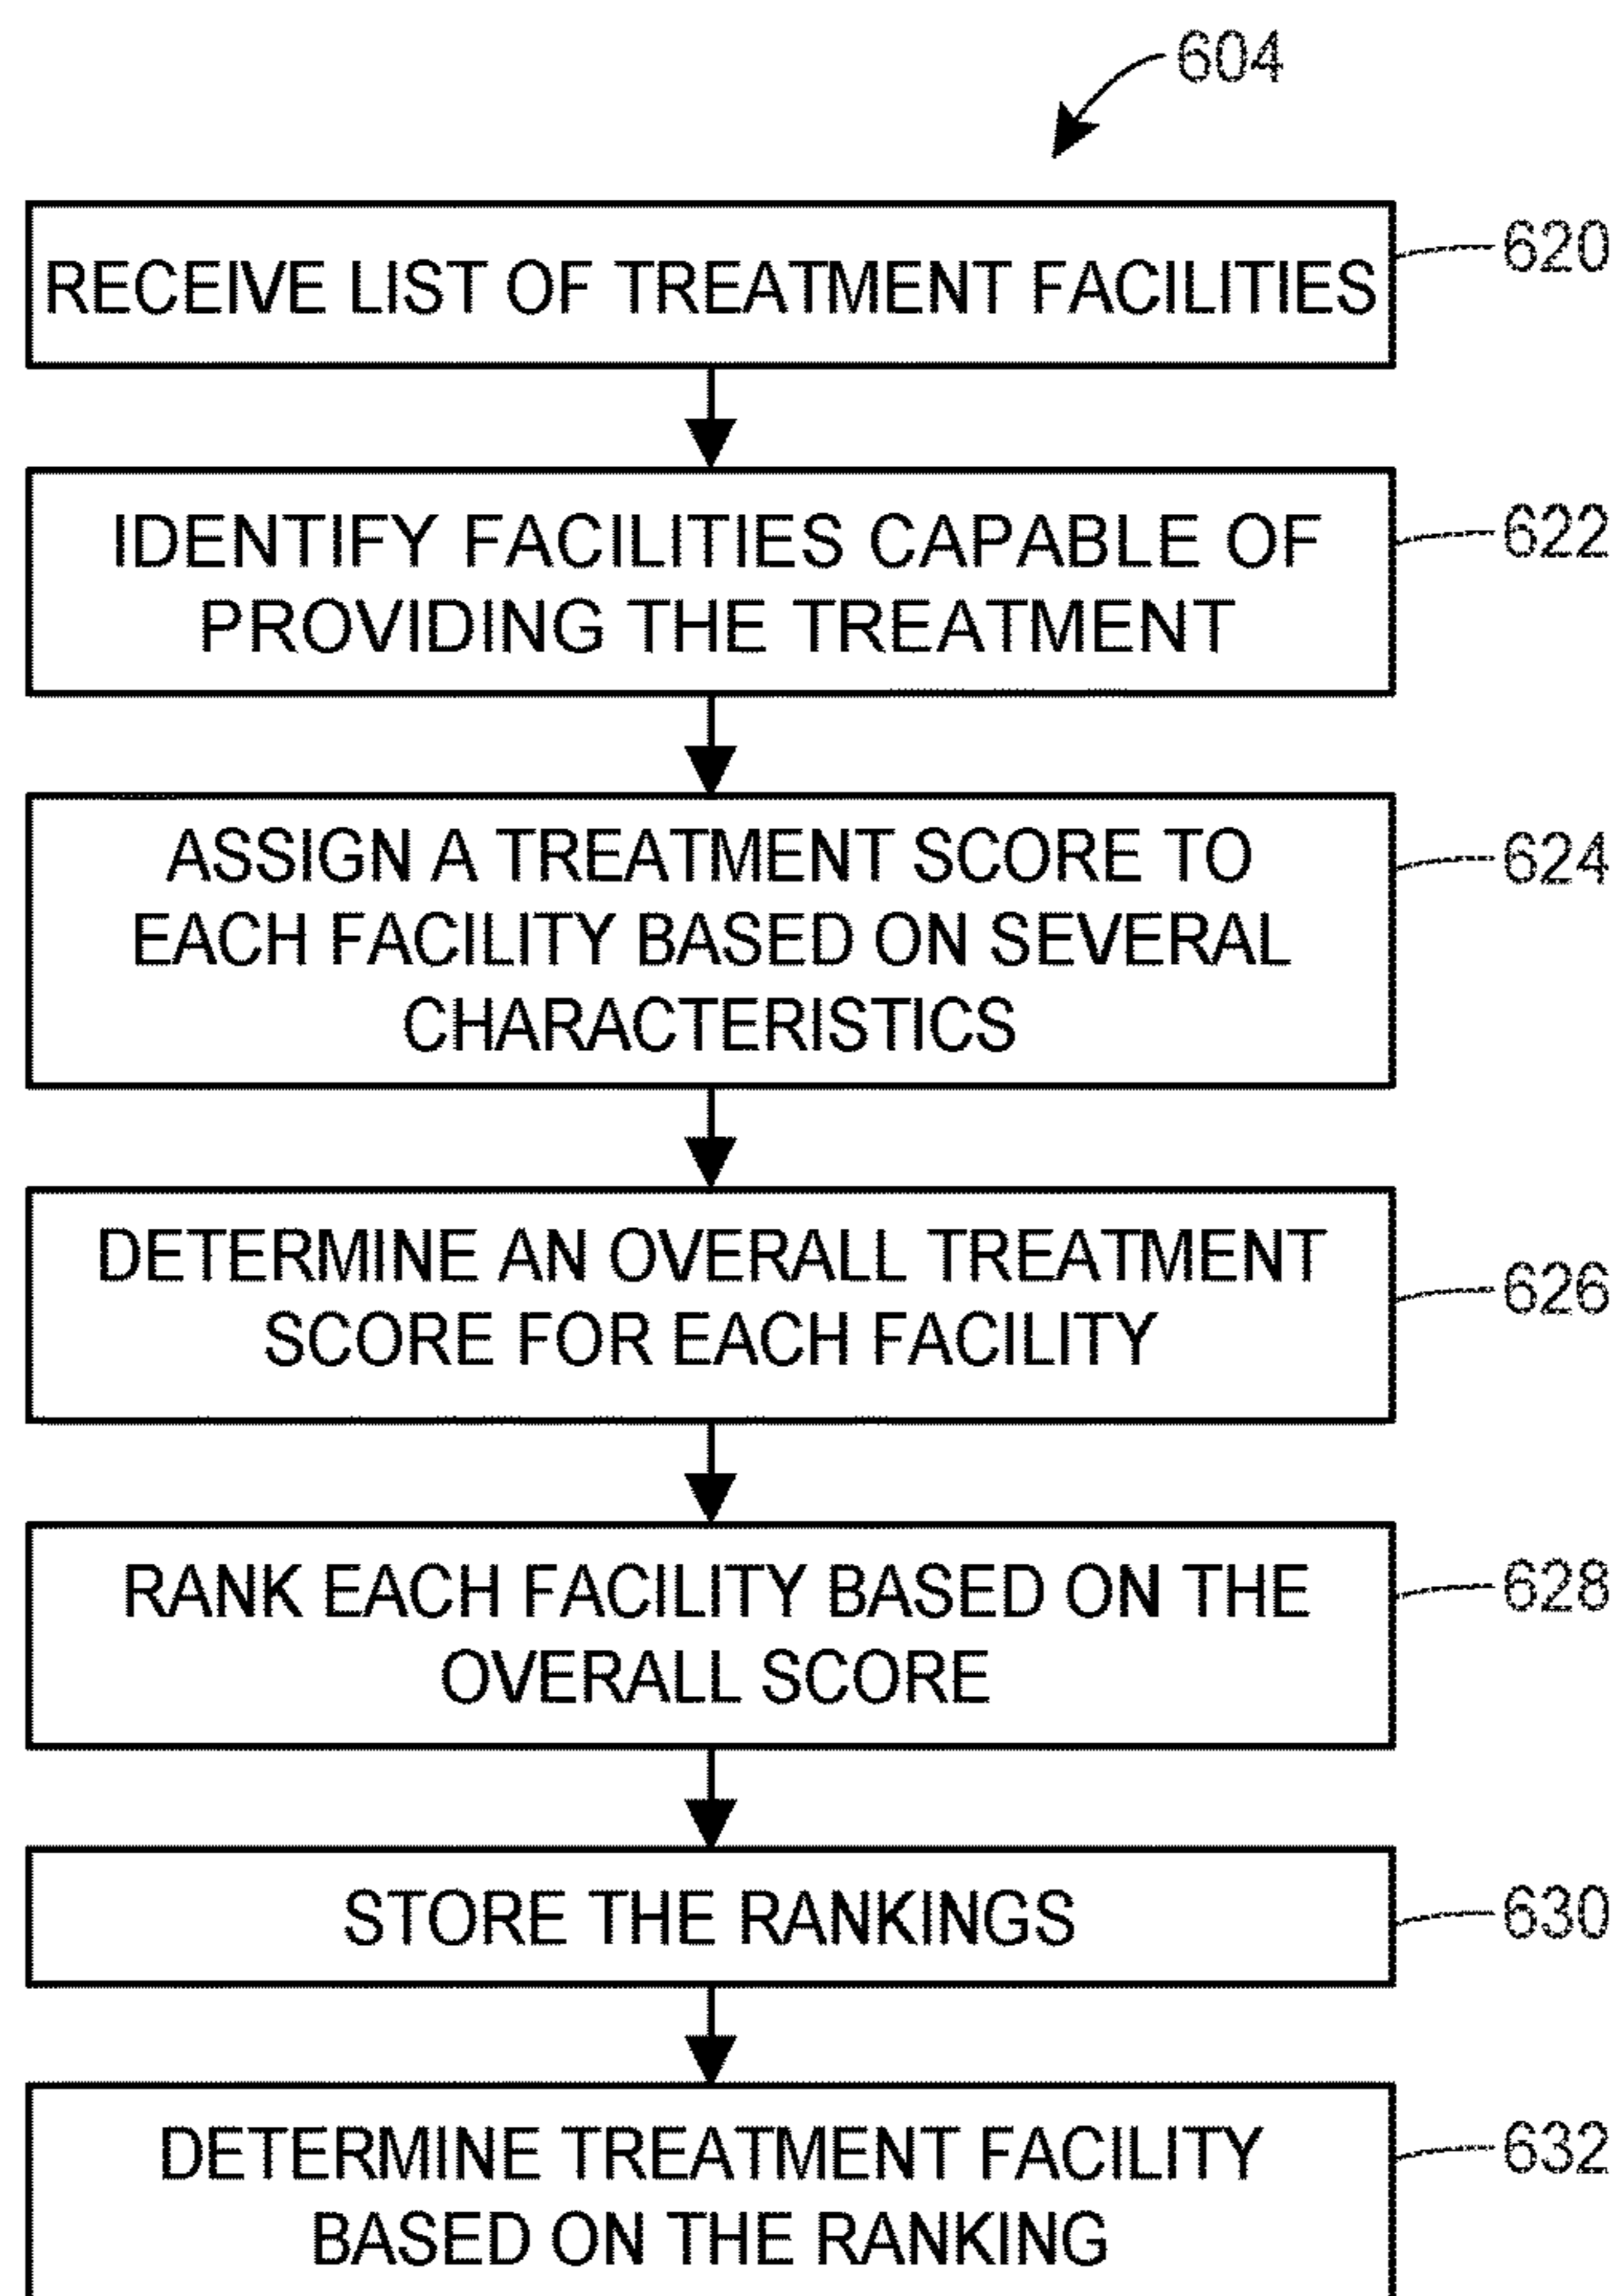 604
RECEIVE LIST OF TREATMENT FACILITIES
620
IDENTIFY FACILITIES CAPABLE OF
PROVIDING THE TREATMENT
622
ASSIGN A TREATMENT SCORE TO
EACH FACILITY BASED ON SEVERAL
CHARACTERISTICS
624
DETERMINE AN OVERALL TREATMENT
SCORE FOR EACH FACILITY
626
RANK EACH FACILITY BASED ON THE
OVERALL SCORE
628
STORE THE RANKINGS
630
DETERMINE TREATMENT FACILITY
BASED ON THE RANKING
632